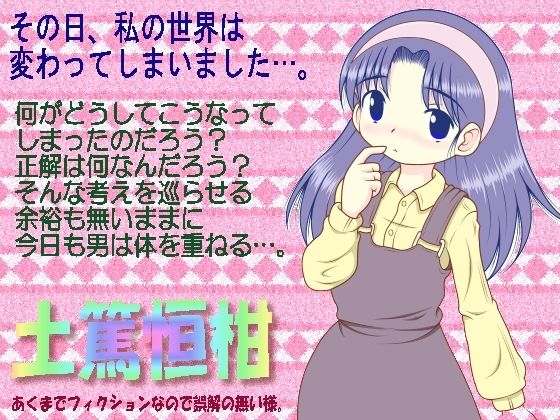 その日、私の世界は
変わってしまいました…。
何がどうしてこうなって
しまったのだろう？
正解は何なんだろう？
そんな考えを巡らせる
余裕も無いままに
今日も男は体を重ねる…。
土篤恒柑
あくまでフィクションなので誤解の無い様。